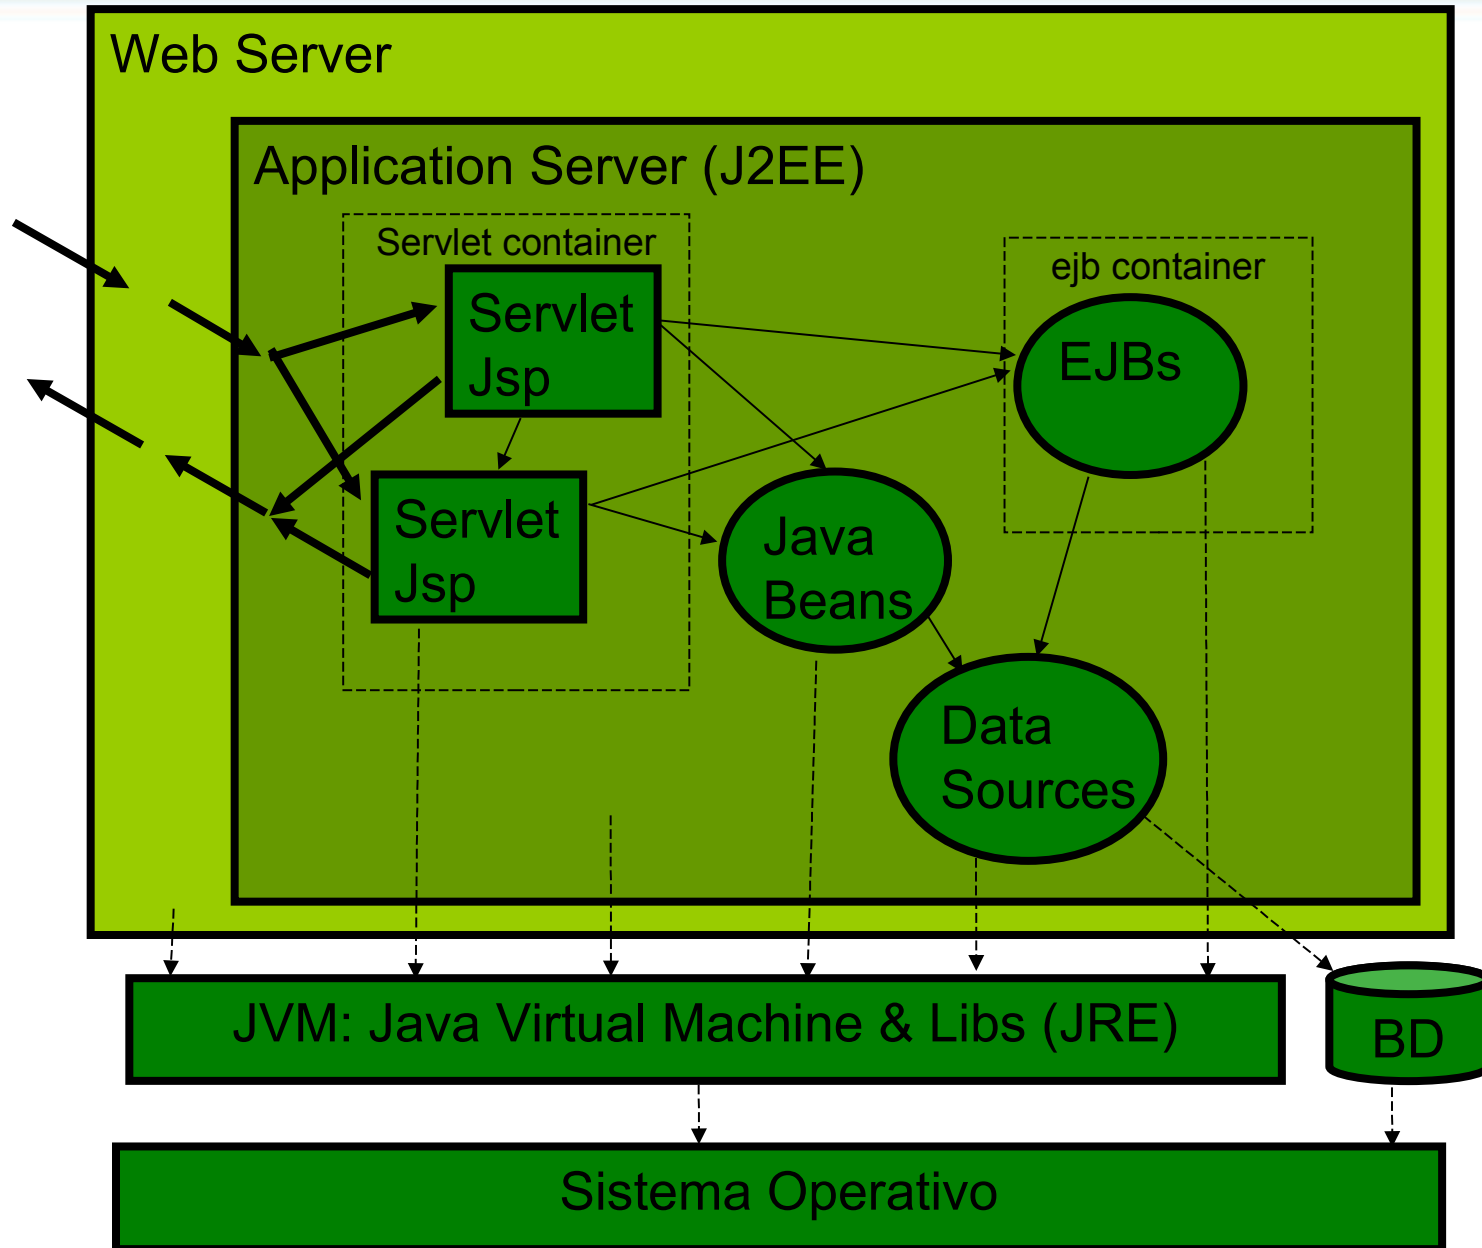 Web Server
Application Server (J2EE)
Servlet container
ejb container
Servlet
Jsp
EJBs
Servlet
Jsp
Java
Beans
Data
Sources
JVM: Java Virtual Machine & Libs (JRE)
BD
Sistema Operativo